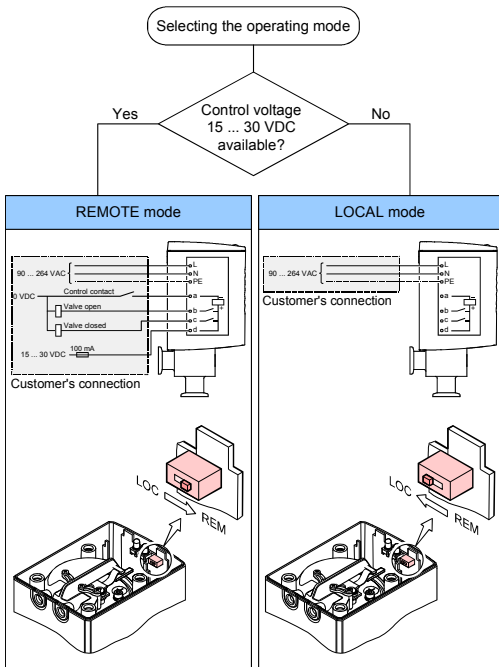 Selecting the operating mode
Yes
Control voltage
15 ... 30 VDC
available?
No
REMOTE mode
L
90 ... 264 VAC
N
PE
0 VDC
Control contact
a
Valve open
b
c
Valve closed
d
15 ... 30 VDC
100 mA
Customer's connection
LOC
REM
LOCAL mode
L
90 ... 264 VAC
N
PE
Customer's connection
a
b
c
d
LOC
REM